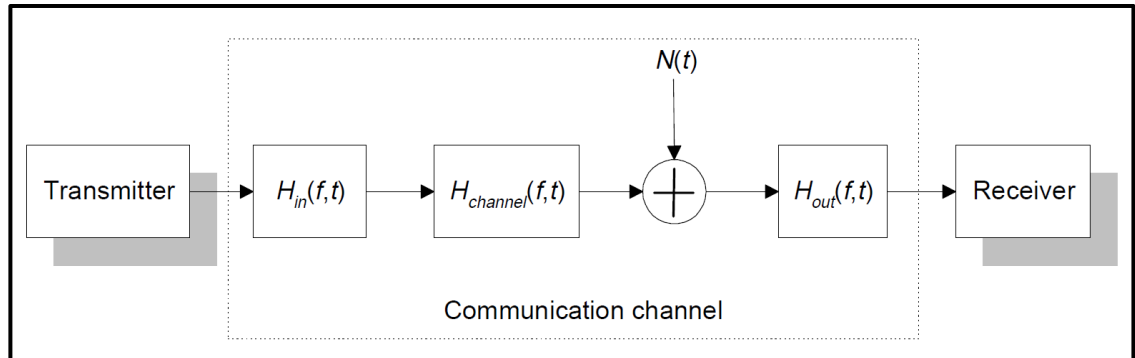 N(t)
Transmitter
H_in(f,t)
H_channel(f,t)
H_out(f,t)
Receiver
Communication channel